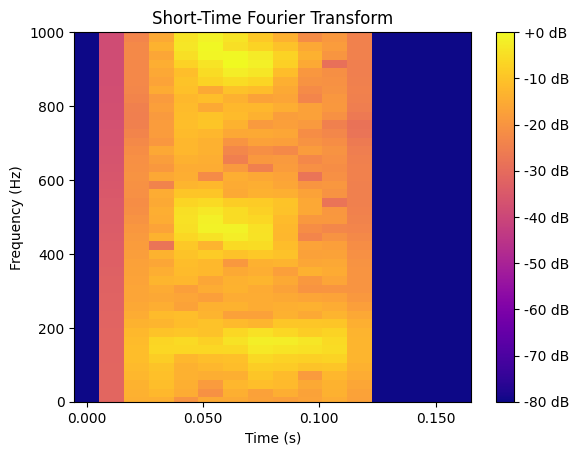 Short-Time Fourier Transform
1000
800
600
400
200
0
Frequency (Hz)
0.000
0.050
0.100
0.150
Time (s)
+0 dB
-10 dB
-20 dB
-30 dB
-40 dB
-50 dB
-60 dB
-70 dB
-80 dB